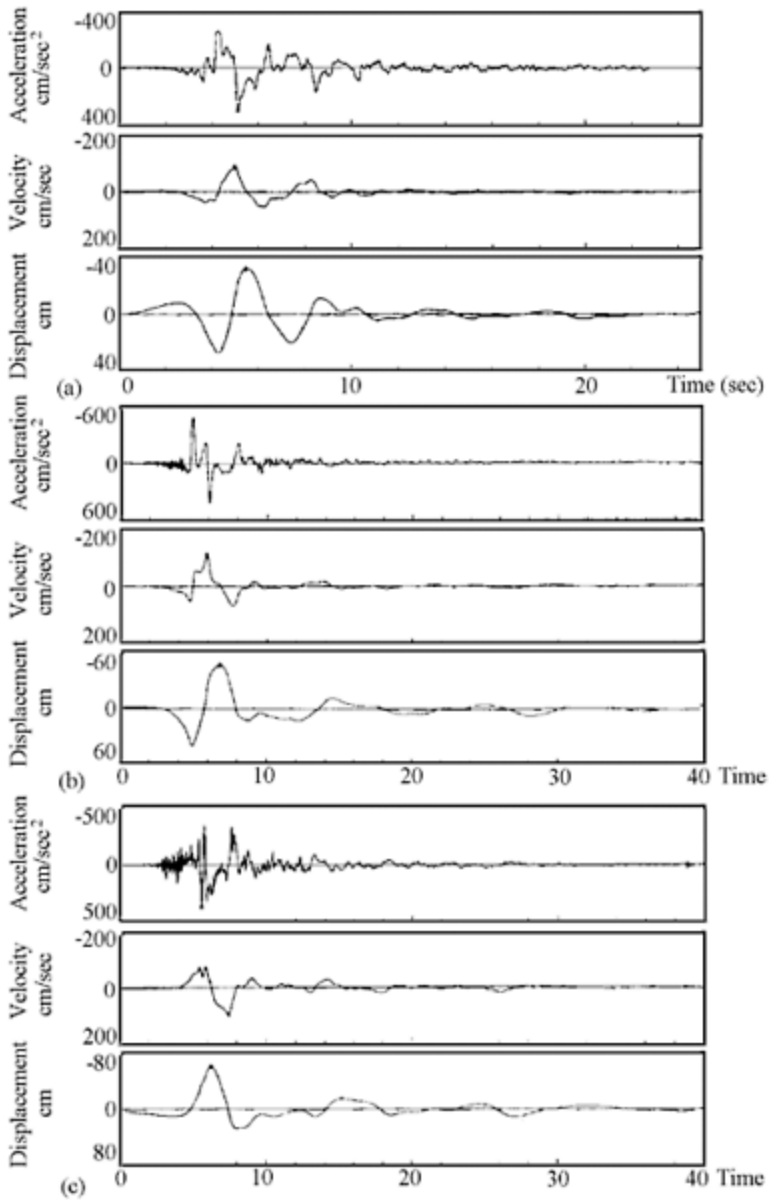 Acceleration
cm/sec²
-400
0
400
Velocity
cm/sec
-200
0
200
Displacement
cm
-40
0
40
(a)
0 10 20 Time (sec)
Acceleration
cm/sec²
-600
0
600
Velocity
cm/sec
-200
0
200
Displacement
cm
-60
0
60
(b)
0 10 20 30 40 Time
Acceleration
cm/sec²
-500
0
500
Velocity
cm/sec
-200
0
200
Displacement
cm
-80
0
80
(c)
0 10 20 30 40 Time